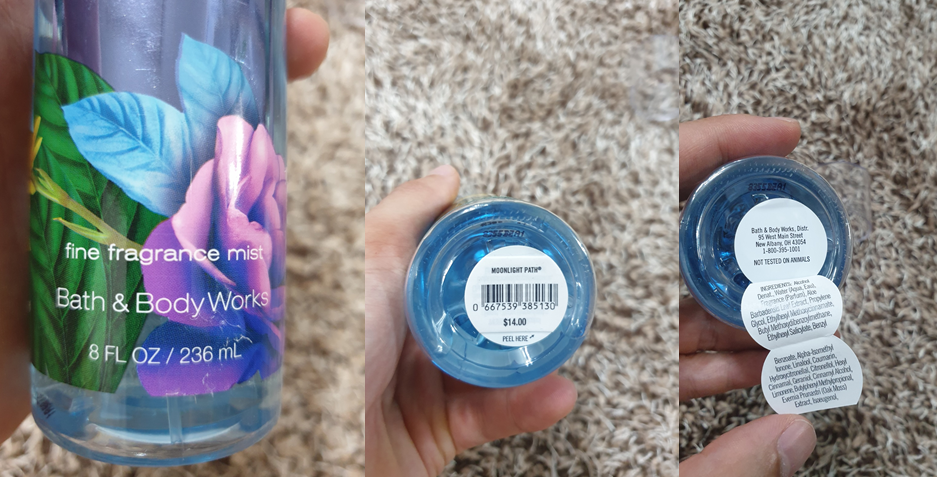 fine fragrance mist
Bath & Body Works
8 FL OZ / 236 mL
MOONLIGHT PATH®
0 667539 385130
$14.00
PEEL HERE
Bath & Body Works, Distr.
95 West Main Street
New Albany, OH 43054
1-800-395-1001
NOT TESTED ON ANIMALS
INGREDIENTS: Alcohol
Denat., Water (Aqua, Eau),
Fragrance (Parfum), Aloe
Barbadensis Leaf Extract, Propylene
Glycol, Ethylhexyl Methoxycinnamate,
Butyl Methoxydibenzoylmethane,
Ethylhexyl Salicylate, Benzyl
Benzoate, Alpha-Isomethyl
Ionone, Linalool, Coumarin,
Hydroxycitronellal, Citronellol, Hexyl
Cinnamal, Geraniol, Cinnamyl Alcohol,
Limonene, Butylphenyl Methylpropional,
Evernia Prunastri (Oak Moss)
Extract, Isoeugenol,